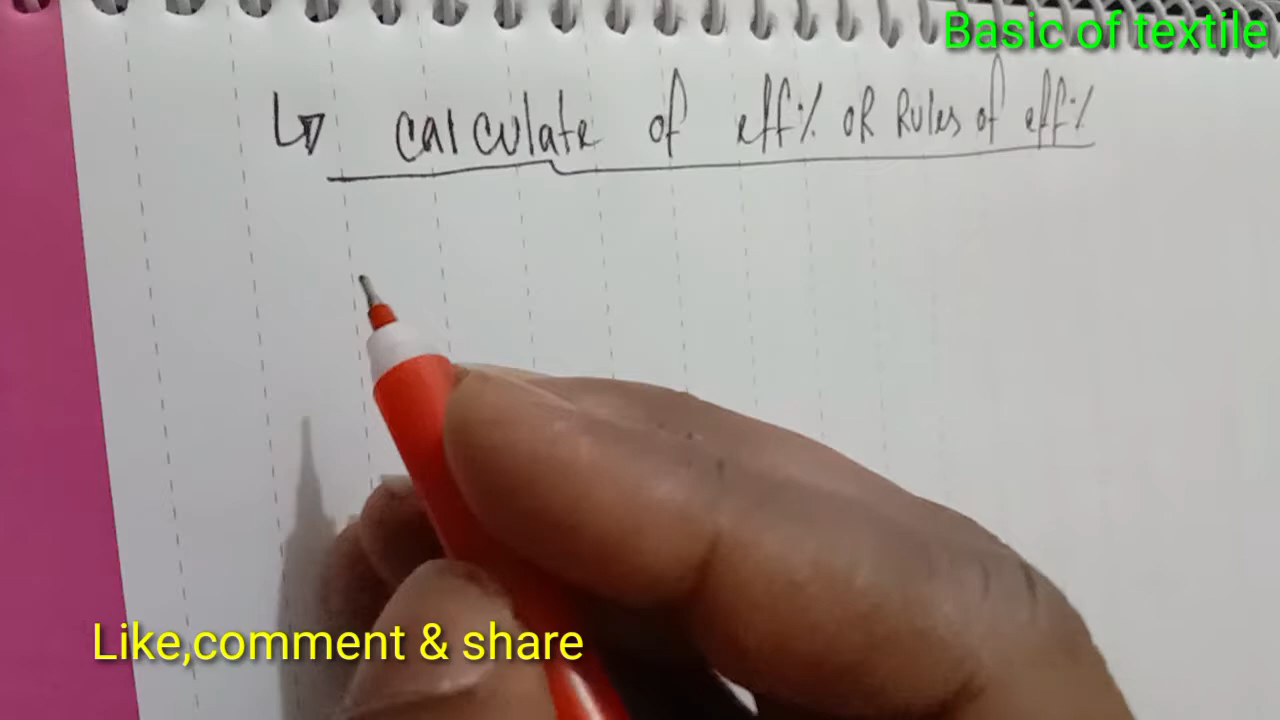 Basic of textile
↳ calculate of eff% OR Rules of eff%
Like,comment & share